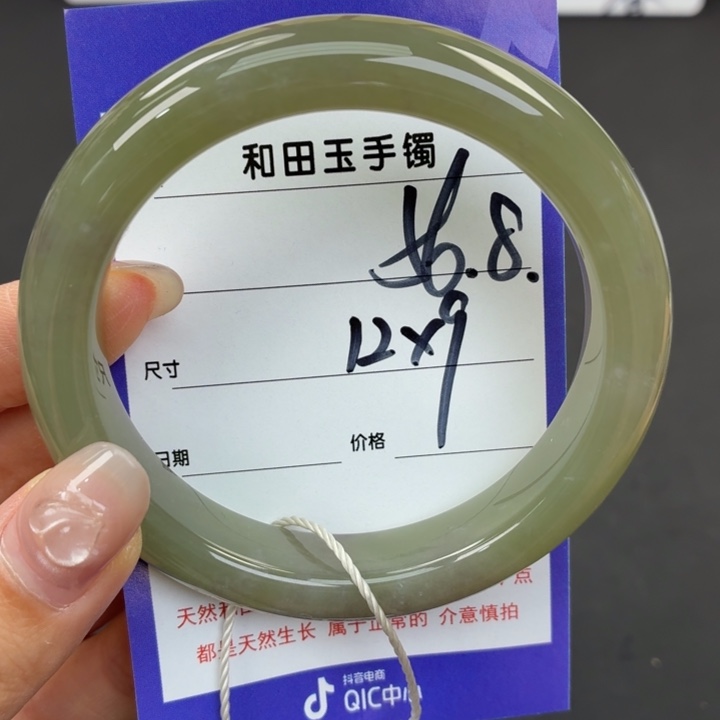 和田玉手镯
56.8.
12x9
尺寸
日期 价格
点
天然
都是天然生长 属于正常的 介意慎拍
抖音电商
QIC中心